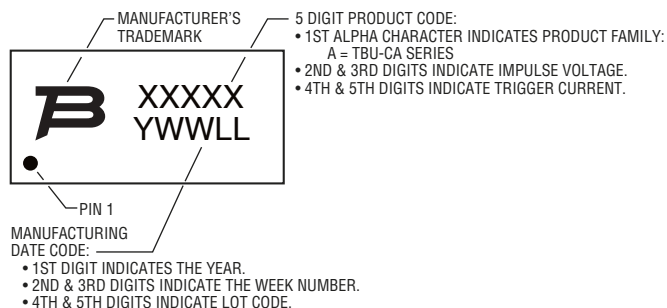 MANUFACTURER'S
TRADEMARK
5 DIGIT PRODUCT CODE:
• 1ST ALPHA CHARACTER INDICATES PRODUCT FAMILY:
A = TBU-CA SERIES
• 2ND & 3RD DIGITS INDICATE IMPULSE VOLTAGE.
• 4TH & 5TH DIGITS INDICATE TRIGGER CURRENT.
XXXXX
YWWLL
PIN 1
MANUFACTURING
DATE CODE:
• 1ST DIGIT INDICATES THE YEAR.
• 2ND & 3RD DIGITS INDICATE THE WEEK NUMBER.
• 4TH & 5TH DIGITS INDICATE LOT CODE.